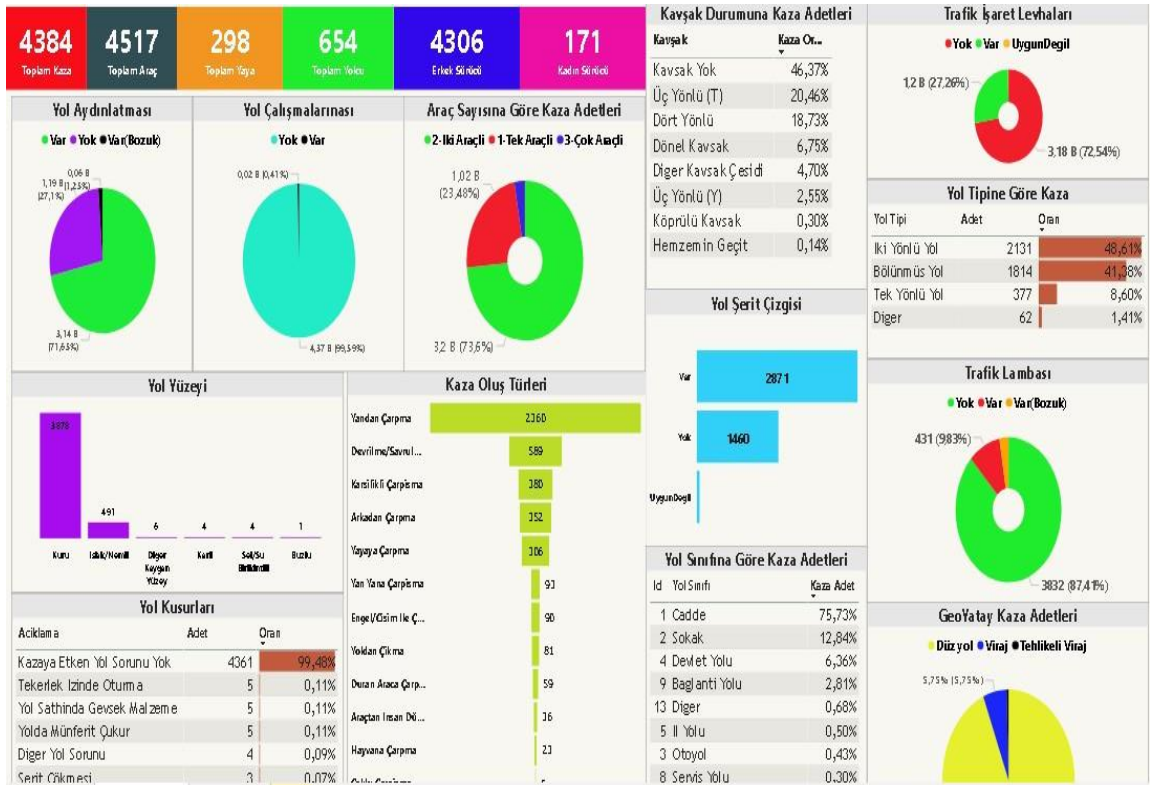 4384
Toplam Kaza
4517
Toplam Araç
298
Toplam Yaya
654
Toplam Yolcu
4306
Erkek Sürücü
171
Kadın Sürücü
Yol Aydınlatması
Var Yok Var(Bozuk)
0,06 B
(1,25%)
1,19 B
(27,1%)
3,14 B
(71,65%)
Yol Çalışmalarınası
Yok Var
0,02 B (0,41%)
4,37 B (99,59%)
Araç Sayısına Göre Kaza Adetleri
2-Iki Araçli 1-Tek Araçli 3-Çok Araçli
1,02 B
(23,48%)
3,2 B (73,6%)
Kavşak Durumuna Kaza Adetleri
Kavşak Kaza Or...
Kavsak Yok 46,37%
Üç Yönlü (T) 20,46%
Dört Yönlü 18,73%
Dönel Kavsak 6,75%
Diger Kavsak Çesidi 4,70%
Üç Yönlü (Y) 2,55%
Köprülü Kavsak 0,30%
Hemzemin Geçit 0,14%
Trafik İşaret Levhaları
Yok Var UygunDegil
1,2 B (27,26%)
3,18 B (72,54%)
Yol Tipine Göre Kaza
Yol Tipi Adet Oran
Iki Yönlü Yol 2131 48,61%
Bölünmüs Yol 1814 41,38%
Tek Yönlü Yol 377 8,60%
Diger 62 1,41%
Yol Şerit Çizgisi
Var 2871
Yok 1460
UygunDegil
Trafik Lambası
Yok Var Var(Bozuk)
431 (9,83%)
3832 (87,41%)
Yol Yüzeyi
3878
491
6
4
4
1
Kuru
Islak/Nemli
Diger Kaygan Yüzey
Karli
Sel/Su Birikintili
Buzlu
Kaza Oluş Türleri
Yandan Çarpma 2360
Devrilme/Savrul... 589
Karsilikli Çarpisma 380
Arkadan Çarpma 352
Yayaya Çarpma 306
Yan Yana Çarpisma 93
Engel/Cisim Ile Ç... 90
Yoldan Çikma 81
Duran Araca Çarp... 59
Araçtan Insan Dü... 36
Hayvana Çarpma 23
Yol Sınıfına Göre Kaza Adetleri
Id Yol Sınıfı Kaza Adet
1 Cadde 75,73%
2 Sokak 12,84%
4 Devlet Yolu 6,36%
9 Baglanti Yolu 2,81%
13 Diger 0,68%
5 Il Yolu 0,50%
3 Otoyol 0,43%
8 Servis Yolu 0,30%
Yol Kusurları
Aciklama Adet Oran
Kazaya Etken Yol Sorunu Yok 4361 99,48%
Tekerlek Izinde Oturma 5 0,11%
Yol Sathinda Gevsek Malzeme 5 0,11%
Yolda Münferit Çukur 5 0,11%
Diger Yol Sorunu 4 0,09%
Serit Çökmesi 3 0,07%
GeoYatay Kaza Adetleri
Düz yol Viraj Tehlikeli Viraj
5,75% (5,75%)